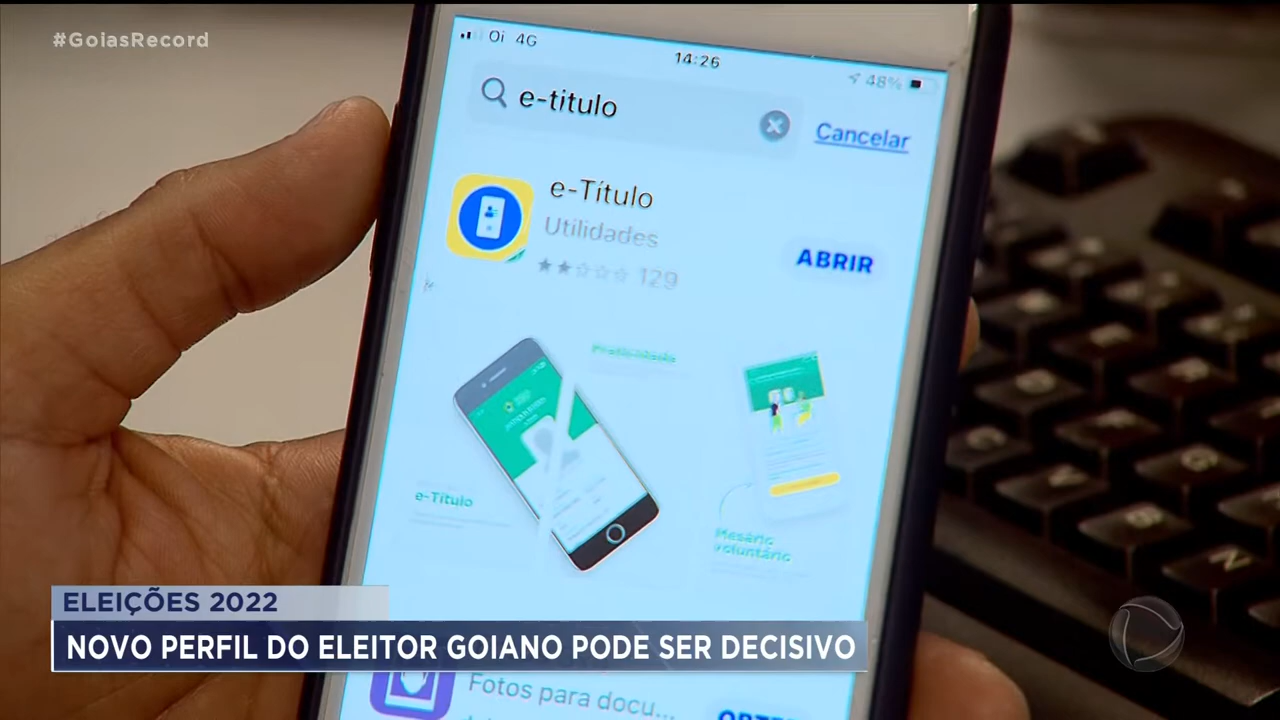 #GoiasRecord
Oi 4G
14:26
48%
e-titulo
Cancelar
e-Título
Utilidades
129
ABRIR
e-Título
Mesário
voluntário
ELEIÇÕES 2022
NOVO PERFIL DO ELEITOR GOIANO PODE SER DECISIVO
Fotos para docu...